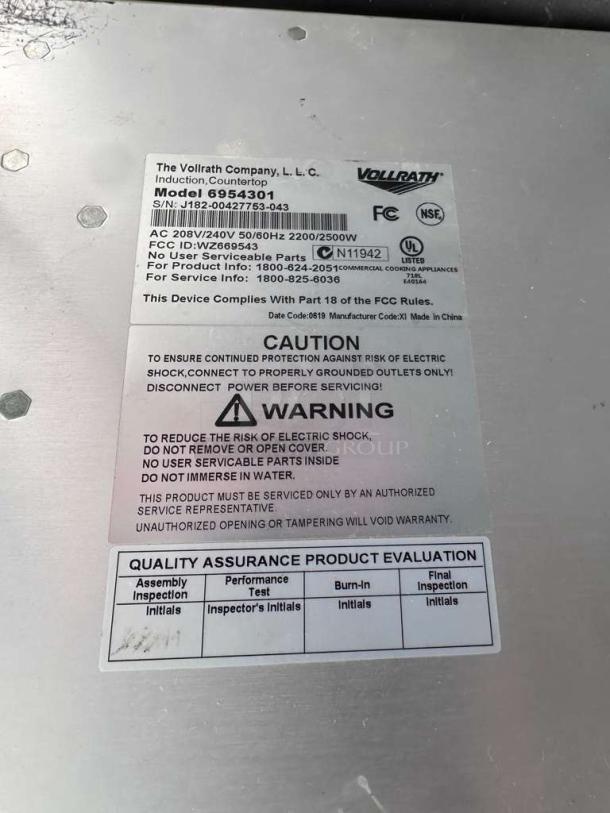 The Vollrath Company, L. L. C.
Induction,Countertop
Model 6954301
S/N: J182-00427753-043
VOLLRATH®
FC
NSF®
AC 208V/240V 50/60Hz 2200/2500W
FCC ID:WZ669543
No User Serviceable Parts
N11942
UL
LISTED
For Product Info: 1800-624-2051
COMMERCIAL COOKING APPLIANCES
718L
E40164
For Service Info: 1800-825-6036
This Device Complies With Part 18 of the FCC Rules.
Date Code:0819 Manufacturer Code:XI Made in China
CAUTION
TO ENSURE CONTINUED PROTECTION AGAINST RISK OF ELECTRIC
SHOCK,CONNECT TO PROPERLY GROUNDED OUTLETS ONLY!
DISCONNECT POWER BEFORE SERVICING!
WARNING
TO REDUCE THE RISK OF ELECTRIC SHOCK,
DO NOT REMOVE OR OPEN COVER.
NO USER SERVICABLE PARTS INSIDE
GROUP
DO NOT IMMERSE IN WATER.
THIS PRODUCT MUST BE SERVICED ONLY BY AN AUTHORIZED
SERVICE REPRESENTATIVE.
UNAUTHORIZED OPENING OR TAMPERING WILL VOID WARRANTY.
QUALITY ASSURANCE PRODUCT EVALUATION
Assembly
Inspection
Performance
Test
Burn-In
Final
Inspection
Initials
Inspector's Initials
Initials
Initials